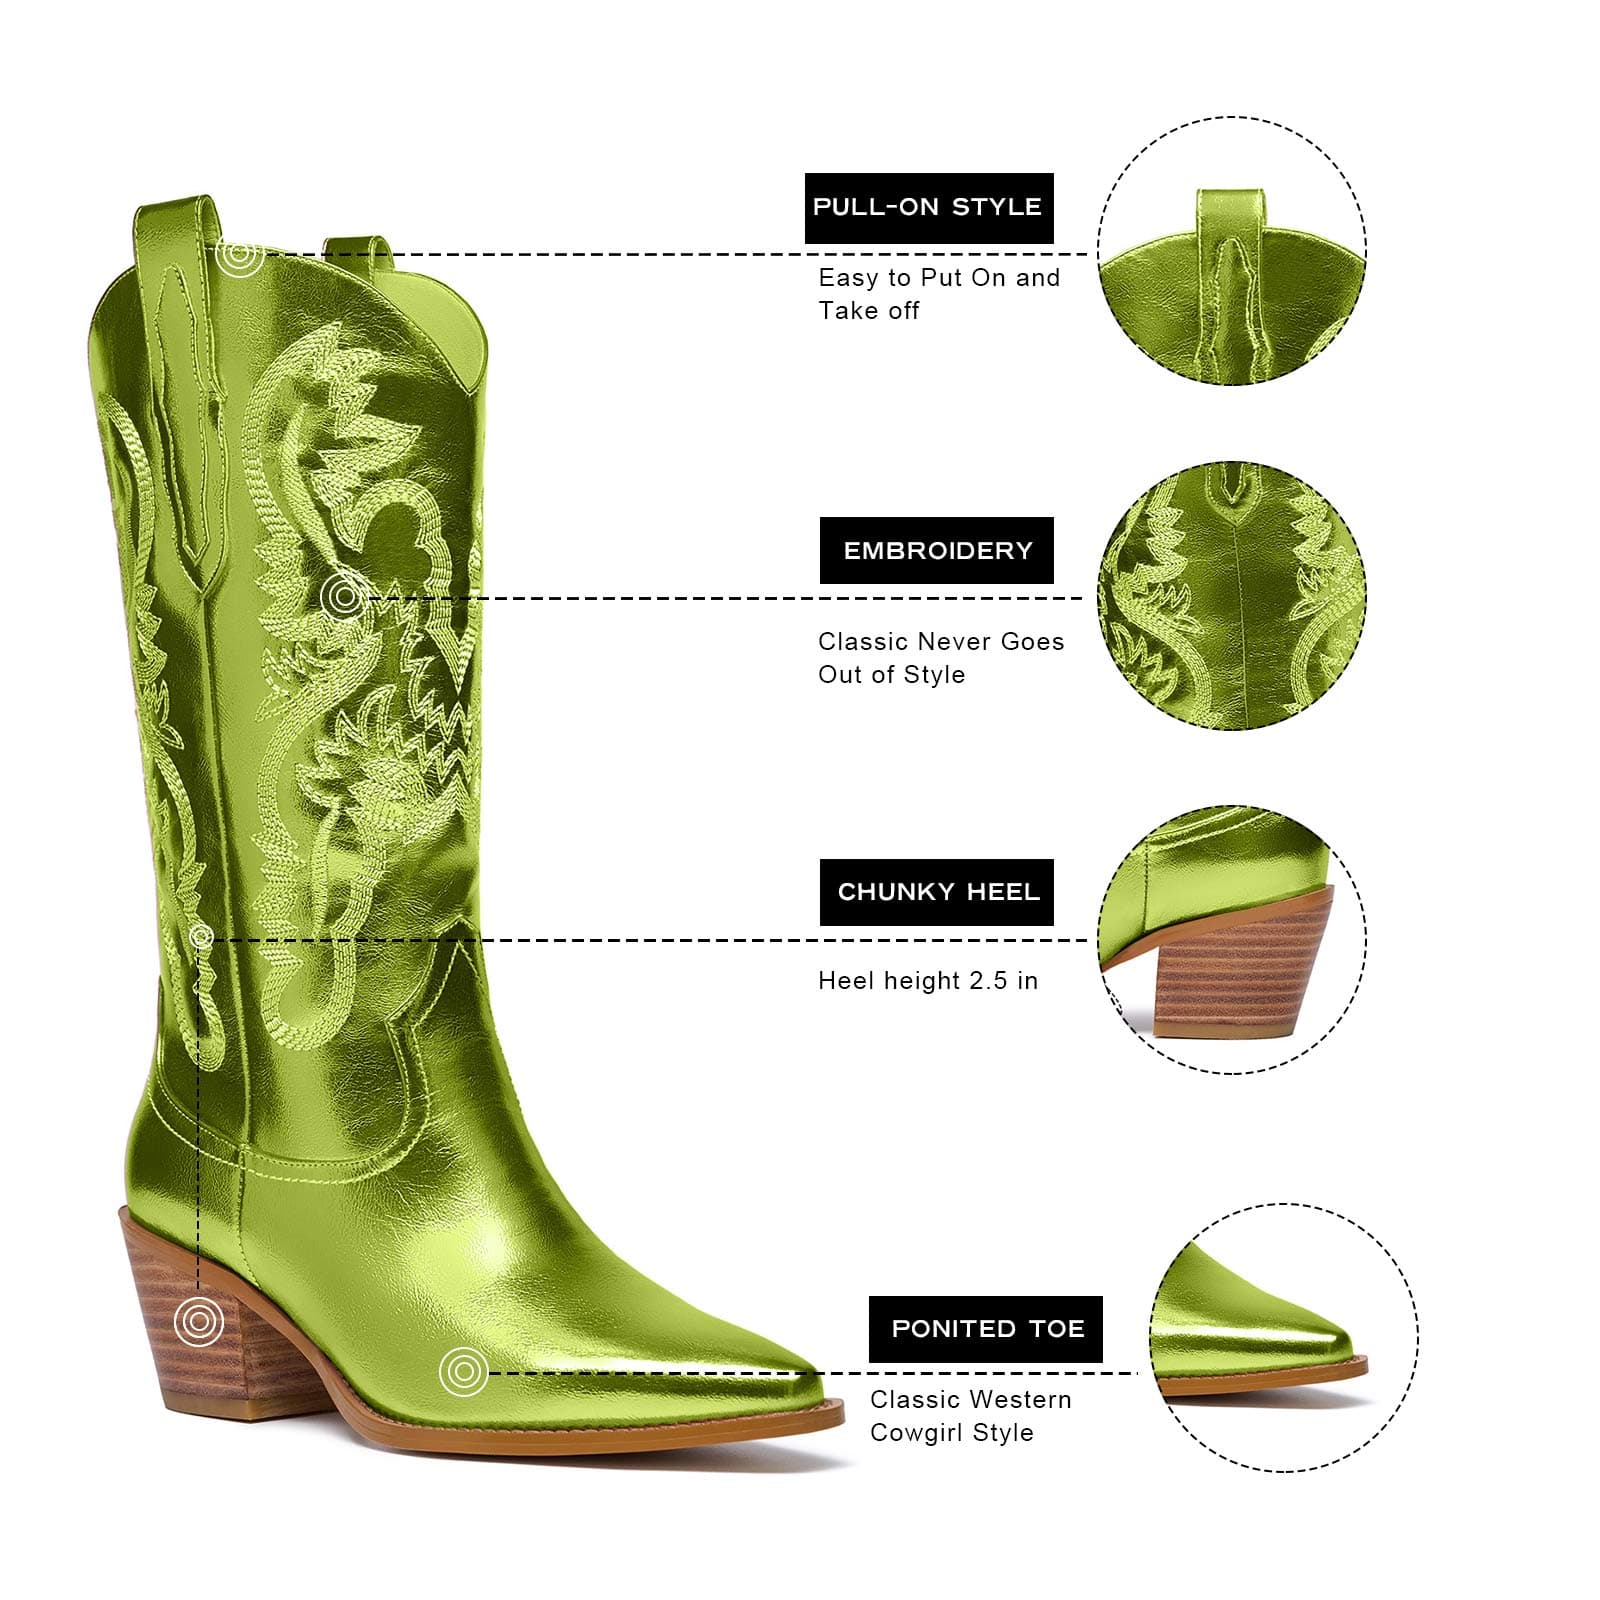 PULL-ON STYLE
Easy to Put On and
Take off
EMBROIDERY
Classic Never Goes
Out of Style
CHUNKY HEEL
Heel height 2.5 in
PONITED TOE
Classic Western
Cowgirl Style